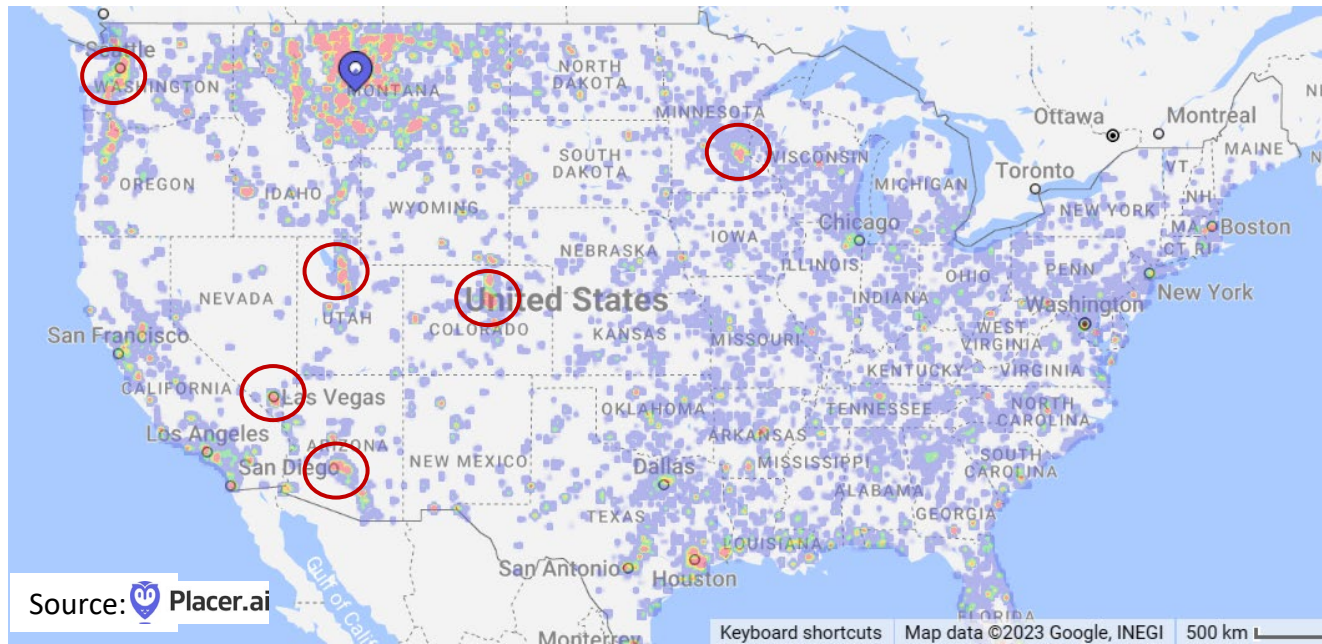 Seattle
WASHINGTON
MONTANA
NORTH
DAKOTA
MINNESOTA
Ottawa
Montreal
MAINE
VT.
NH
SOUTH
DAKOTA
WISCONSIN
MICHIGAN
Toronto
NEW YORK
MA
Boston
CT RI
OREGON
IDAHO
WYOMING
IOWA
Chicago
NEBRASKA
ILLINOIS
INDIANA
OHIO
PENN
New York
NEVADA
UTAH
United States
COLORADO
KANSAS
MISSOURI
Washington
WEST
VIRGINIA
VIRGINIA
KENTUCKY
San Francisco
CALIFORNIA
Las Vegas
Los Angeles
San Diego
ARIZONA
NEW MEXICO
OKLAHOMA
ARKANSAS
TENNESSEE
NORTH
CAROLINA
SOUTH
CAROLINA
MISSISSIPPI
ALABAMA
GEORGIA
Dallas
TEXAS
LOUISIANA
San Antonio
Houston
FLORIDA
Gulf of Cali
Monterrey
Source: Placer.ai
Keyboard shortcuts Map data ©2023 Google, INEGI 500 km